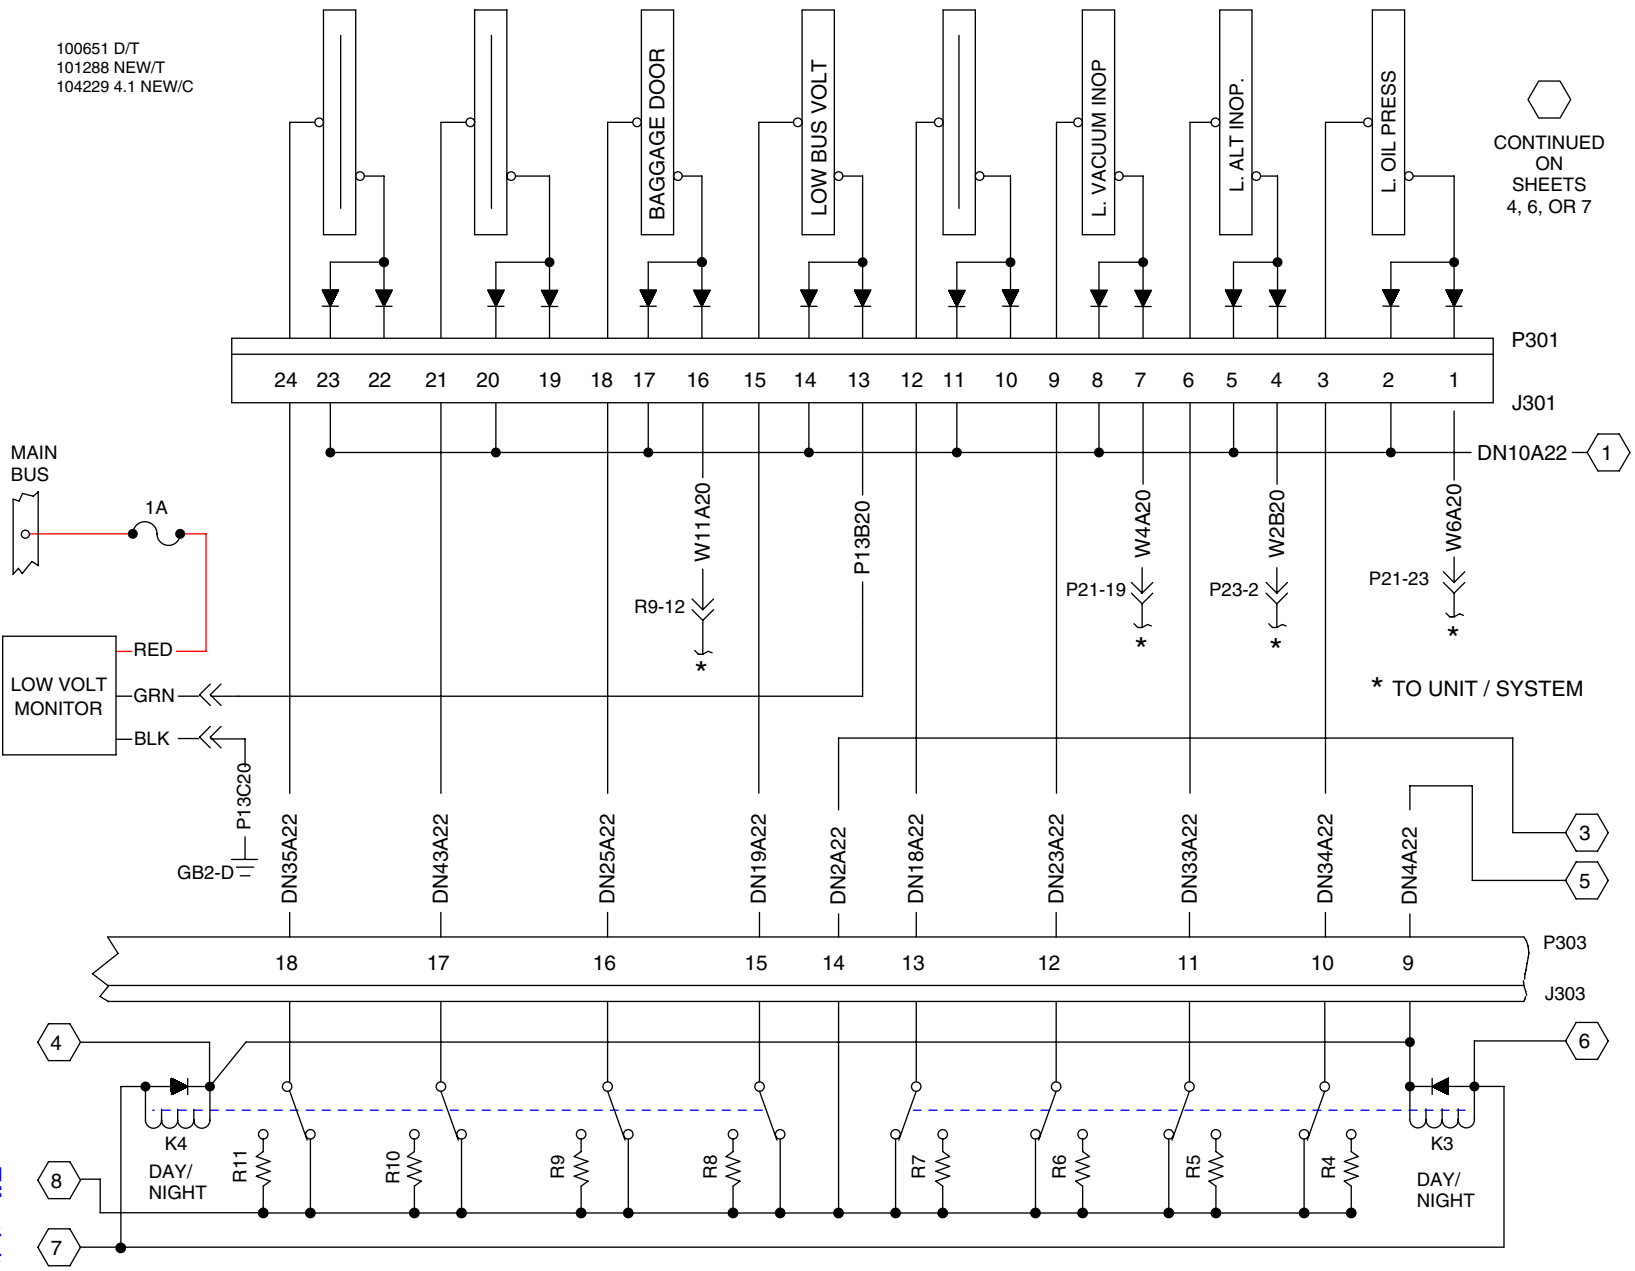 100651 D/T
101288 NEW/T
104229 4.1 NEW/C
BAGGAGE DOOR
LOW BUS VOLT
L. VACUUM INOP
L. ALT INOP.
L. OIL PRESS
CONTINUED
ON
SHEETS
4, 6, OR 7
P301
24 23 22 21 20 19 18 17 16 15 14 13 12 11 10 9 8 7 6 5 4 3 2 1
J301
MAIN
BUS
1A
DN10A22
1
W11A20
P13B20
W4A20
W2B20
W6A20
R9-12
P21-19
P23-2
P21-23
*
*
*
*
RED
LOW VOLT
MONITOR
GRN
BLK
* TO UNIT / SYSTEM
P13C20
GB2-D
DN35A22
DN43A22
DN25A22
DN19A22
DN2A22
DN18A22
DN23A22
DN33A22
DN34A22
DN4A22
3
5
P303
18 17 16 15 14 13 12 11 10 9
J303
4
6
K4
DAY/
NIGHT
R11
R10
R9
R8
R7
R6
R5
R4
K3
DAY/
NIGHT
8
7